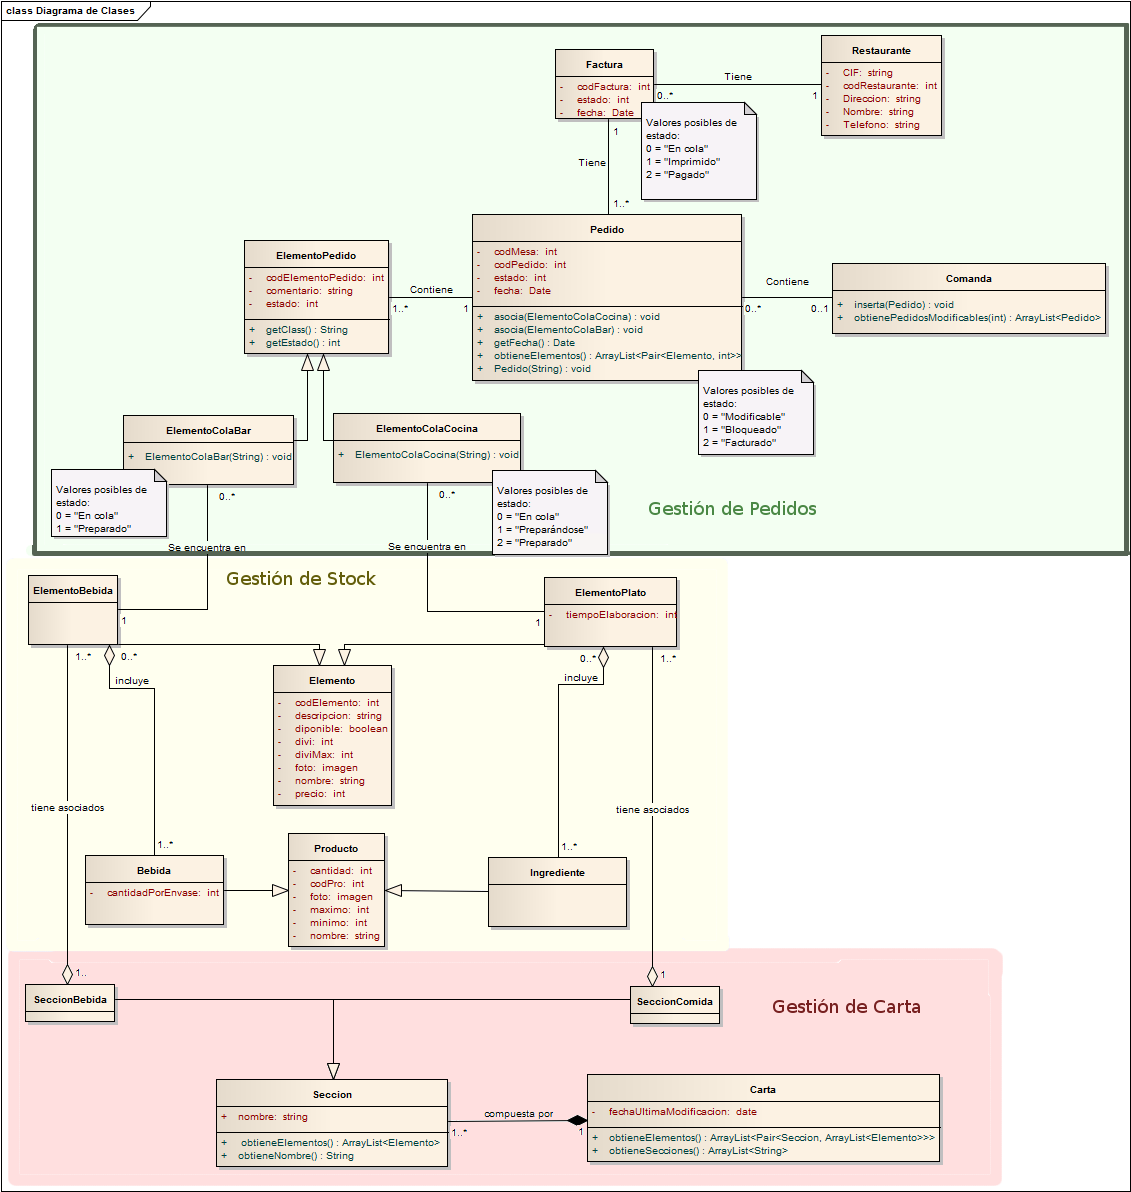 class Diagrama de Clases
Factura
- codFactura: int
- estado: int
- fecha: Date
Tiene
0..*
1
Restaurante
- CIF: string
- codRestaurante: int
- Direccion: string
- Nombre: string
- Telefono: string
Valores posibles de
estado:
0 = "En cola"
1 = "Imprimido"
2 = "Pagado"
1
Tiene
1..*
Pedido
- codMesa: int
- codPedido: int
- estado: int
- fecha: Date
+ asocia(ElementoColaCocina) : void
+ asocia(ElementoColaBar) : void
+ getFecha() : Date
+ obtieneElementos() : ArrayList<Pair<Elemento, int>>
+ Pedido(String) : void
ElementoPedido
- codElementoPedido: int
- comentario: string
- estado: int
+ getClass() : String
+ getEstado() : int
Contiene
1..*
1
Contiene
0..*
0..1
Comanda
+ inserta(Pedido) : void
+ obtienePedidosModificables(int) : ArrayList<Pedido>
Valores posibles de
estado:
0 = "Modificable"
1 = "Bloqueado"
2 = "Facturado"
ElementoColaBar
+ ElementoColaBar(String) : void
ElementoColaCocina
+ ElementoColaCocina(String) : void
Valores posibles de
estado:
0 = "En cola"
1 = "Preparado"
0..*
Se encuentra en
0..*
Se encuentra en
Valores posibles de
estado:
0 = "En cola"
1 = "Preparándose"
2 = "Preparado"
Gestión de Pedidos
Gestión de Stock
ElementoBebida
1
1..*
0..*
incluye
ElementoPlato
- tiempoElaboracion: int
1
0..*
1..*
incluye
Elemento
- codElemento: int
- descripcion: string
- diponible: boolean
- divi: int
- diviMax: int
- foto: imagen
- nombre: string
- precio: int
tiene asociados
tiene asociados
1..*
1..*
Bebida
- cantidadPorEnvase: int
Producto
- cantidad: int
- codPro: int
- foto: imagen
- maximo: int
- minimo: int
- nombre: string
Ingrediente
1..
1
SeccionBebida
SeccionComida
Gestión de Carta
Seccion
+ nombre: string
+ obtieneElementos() : ArrayList<Elemento>
+ obtieneNombre() : String
compuesta por
1..*
1
Carta
- fechaUltimaModificacion: date
+ obtieneElementos() : ArrayList<Pair<Seccion, ArrayList<Elemento>>>
+ obtieneSecciones() : ArrayList<String>